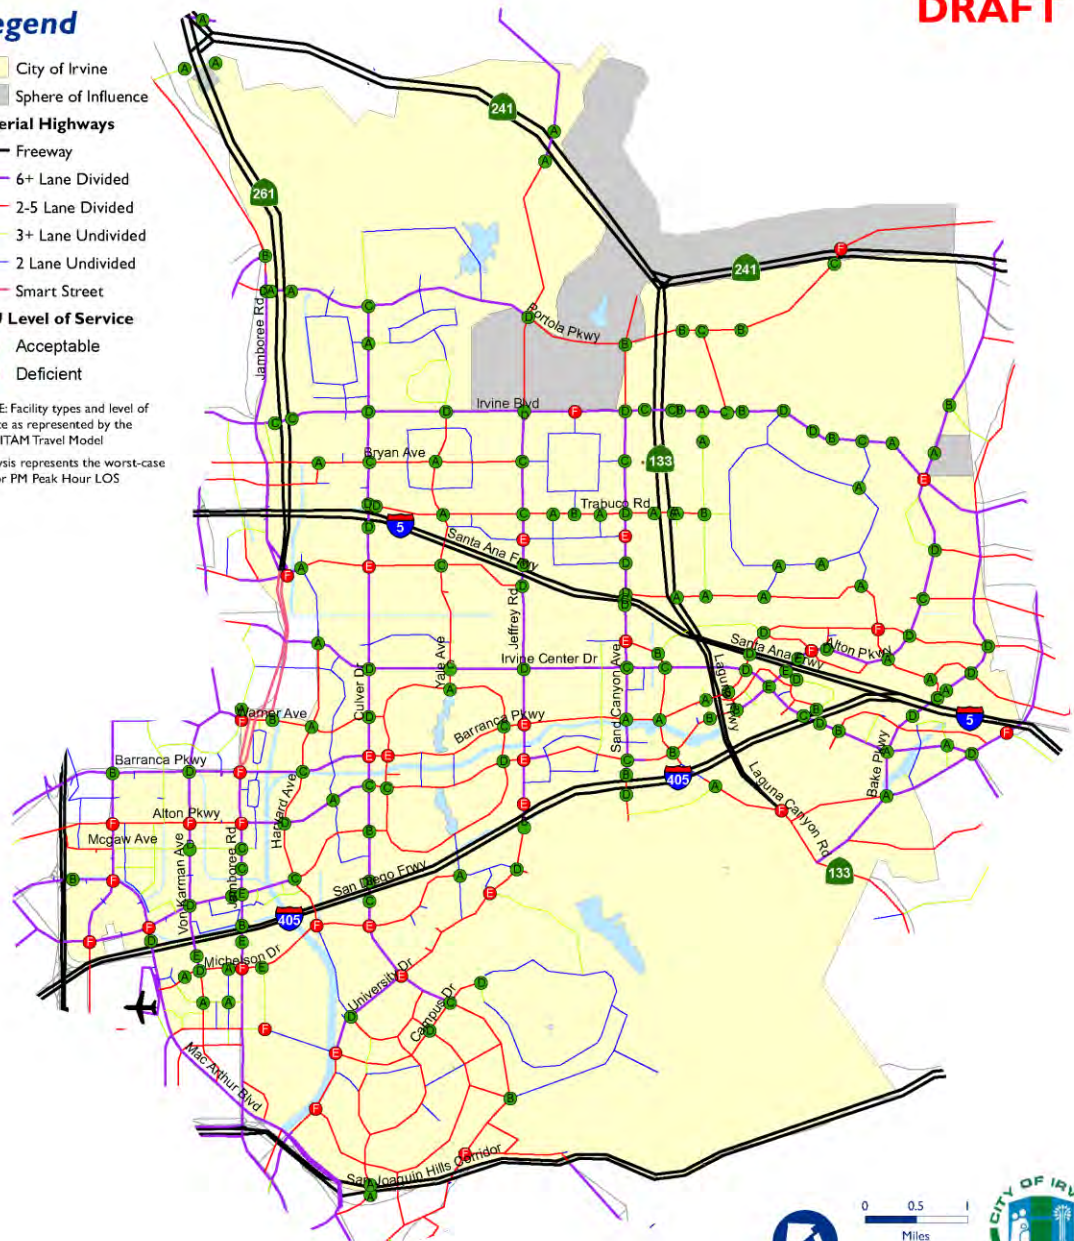 DRAFT
egend
City of Irvine
Sphere of Influence
erial Highways
Freeway
6+ Lane Divided
2-5 Lane Divided
3+ Lane Undivided
2 Lane Undivided
Smart Street
Level of Service
Acceptable
Deficient
E: Facility types and level of
ce as represented by the
ITAM Travel Model
ysis represents the worst-case
or PM Peak Hour LOS
241
261
241
Portola Pkwy
Jamboree Rd
Irvine Blvd
Bryan Ave
133
Trabuco Rd
5
Santa Ana Frwy
Jeffrey Rd
Irvine Center Dr
Yale Ave
Culver Dr
Sand Canyon Ave
Santa Ana Frwy
Alton Pkwy
Laguna Frwy
Warner Ave
Barranca Pkwy
5
Barranca Pkwy
405
Bake Pkwy
Laguna Canyon Rd
Alton Pkwy
Harvard Ave
Mcgaw Ave
Von Karman Ave
Jamboree Rd
San Diego Frwy
133
405
Michelson Dr
University Dr
Campus Dr
Mac Arthur Blvd
San Joaquin Hills Corridor
0 0.5 1
Miles
CITY OF IRV